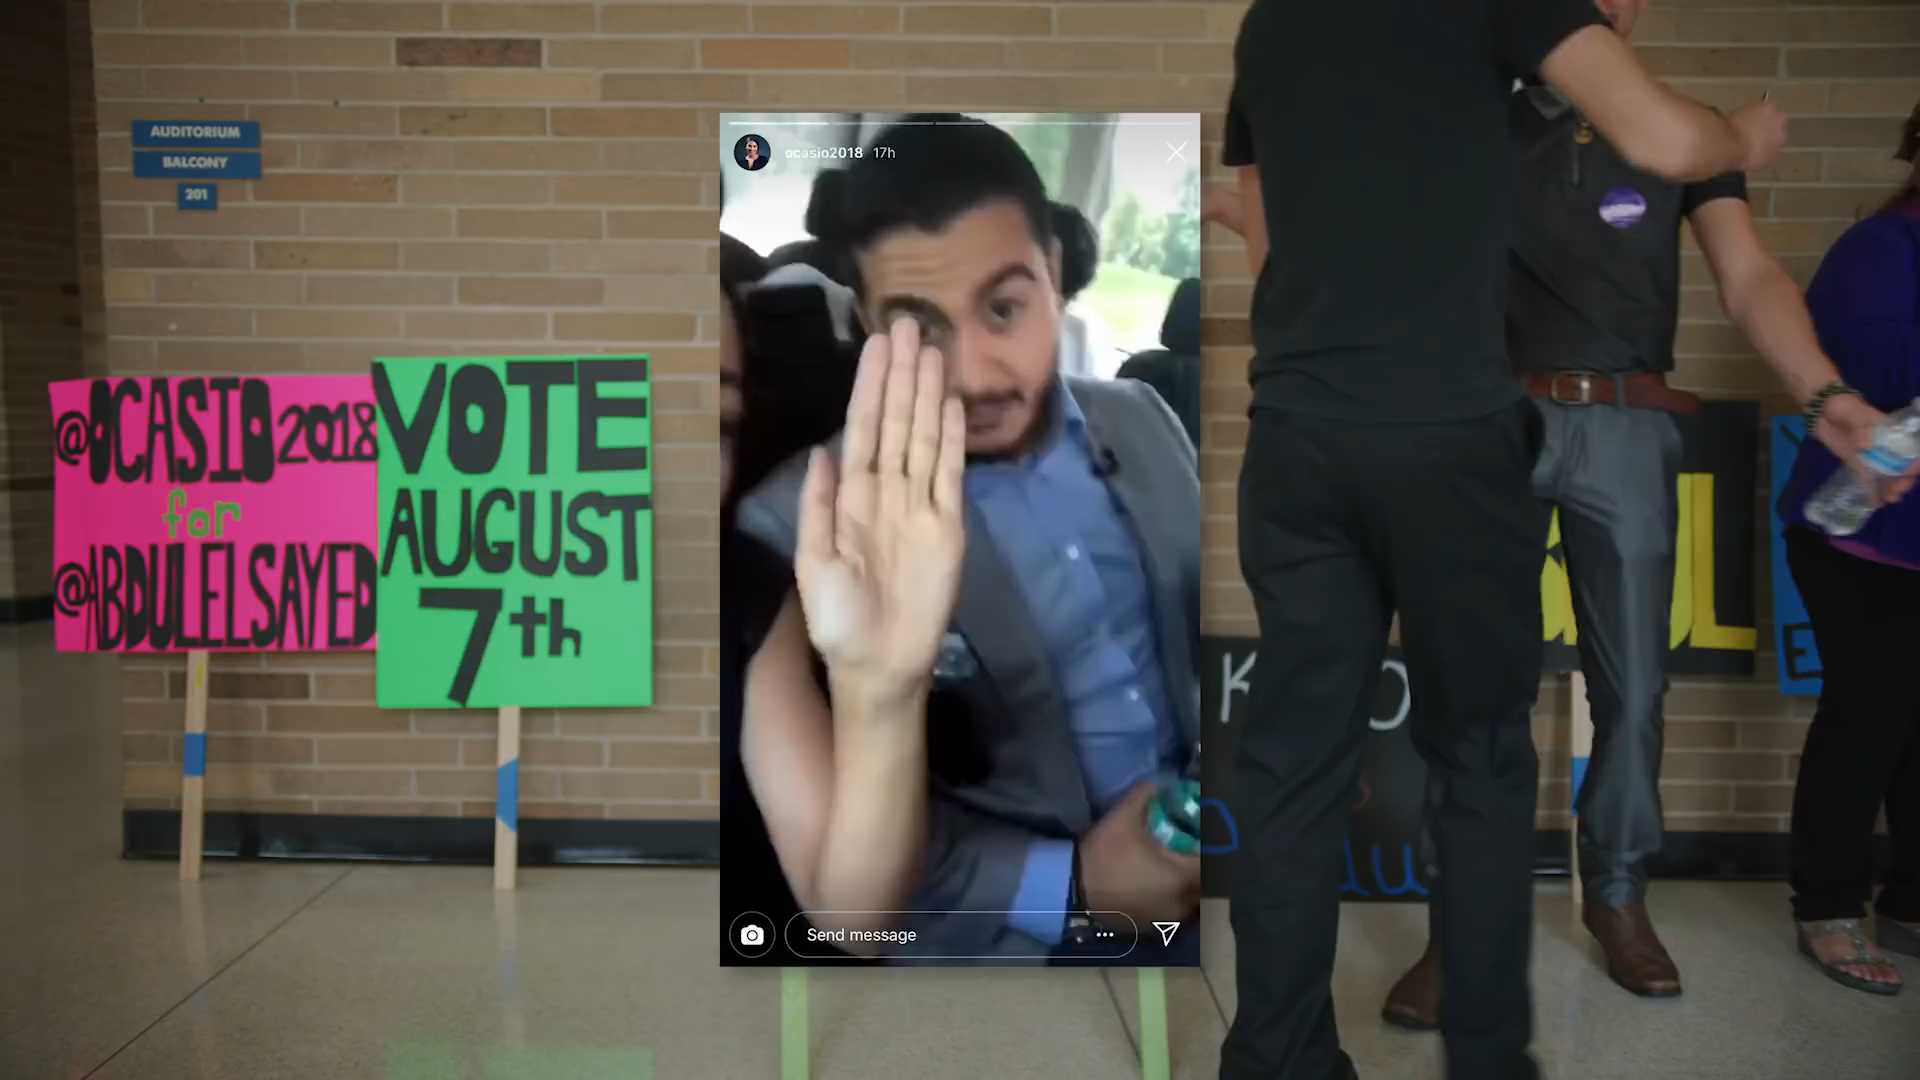 AUDITORIUM
BALCONY
201
@OCASIO2018
for
@ABDULELSAYED
VOTE
AUGUST
7th
ocasio2018 17h
Send message